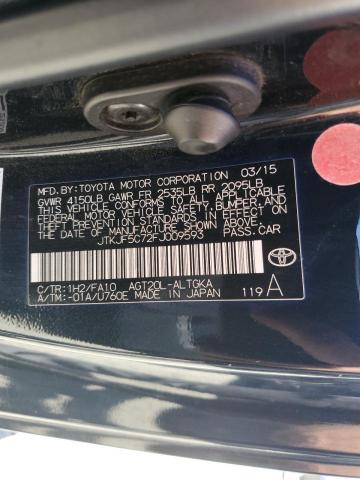 MFD.BY:TOYOTA MOTOR CORPORATION 03/15
GVWR 4150LB GAWR FR 2535LB RR 2095LB
THIS VEHICLE CONFORMS TO ALL APPLICABLE
FEDERAL MOTOR VEHICLE SAFETY, BUMPER, AND
THEFT PREVENTION STANDARDS IN EFFECT ON
THE DATE OF MANUFACTURE SHOWN ABOVE.
JTKJF5C72FJ009593 PASS.CAR
C/TR:1H2/FA10 AGT20L-ALTGKA
A/TM:-01A/U760E MADE IN JAPAN 119A